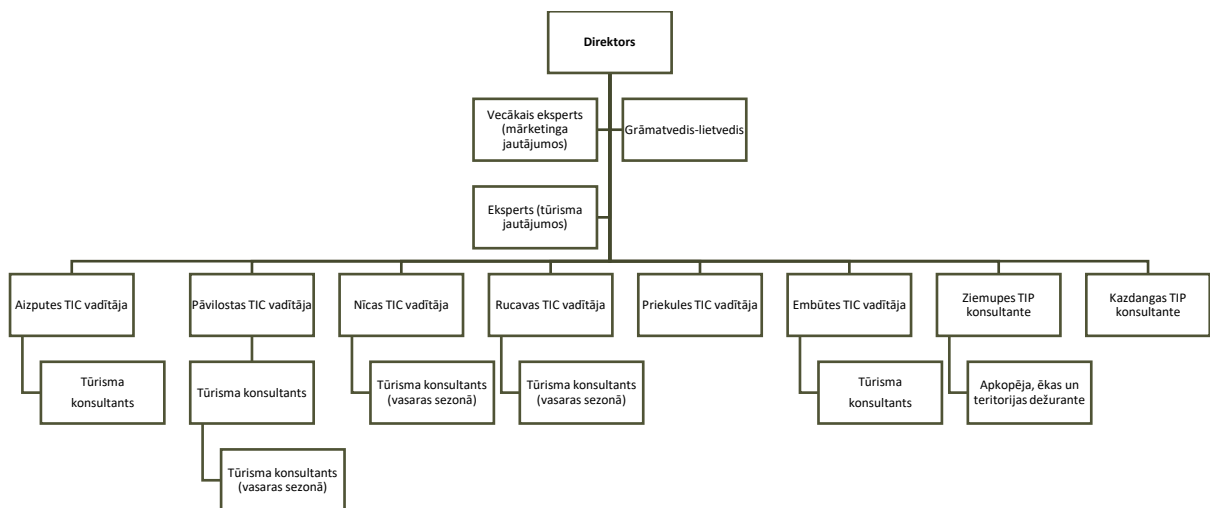 Direktors
Vecākais eksperts
(mārketinga
jautājumos)
Grāmatvedis-lietvedis
Eksperts (tūrisma
jautājumos)
Aizputes TIC vadītāja
Pāvilostas TIC vadītāja
Nīcas TIC vadītāja
Rucavas TIC vadītāja
Priekules TIC vadītāja
Embūtes TIC vadītāja
Ziemupes TIP
konsultante
Kazdangas TIP
konsultante
Tūrisma
konsultants
Tūrisma konsultants
Tūrisma konsultants
(vasaras sezonā)
Tūrisma konsultants
(vasaras sezonā)
Tūrisma
konsultants
Apkopēja, ēkas un
teritorijas dežurante
Tūrisma konsultants
(vasaras sezonā)